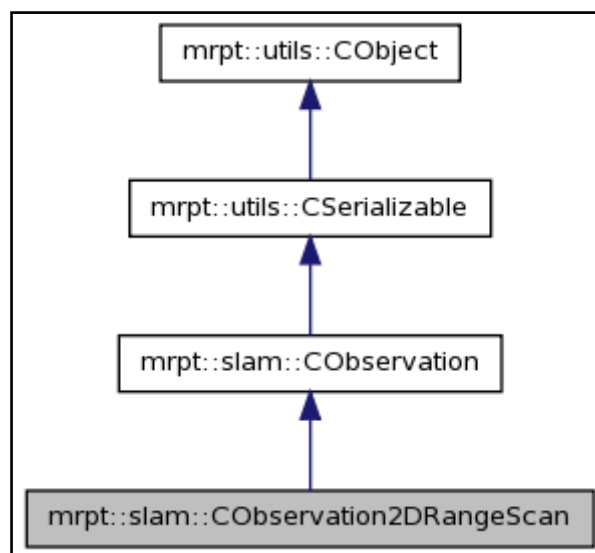 mrpt::utils::CObject
mrpt::utils::CSerializable
mrpt::slam::CObservation
mrpt::slam::CObservation2DRangeScan